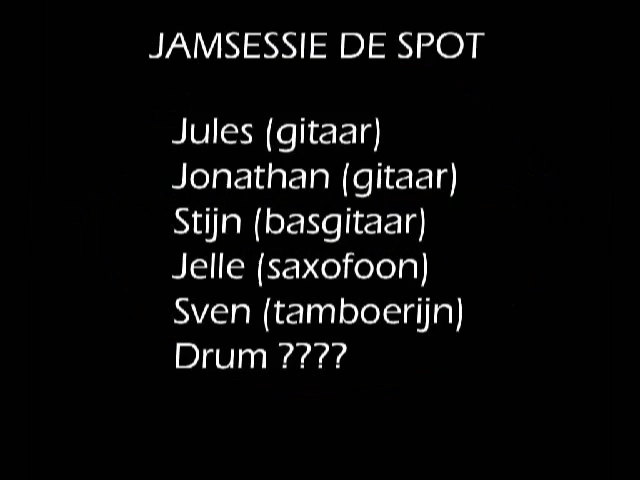 JAMSESSIE DE SPOT
Jules (gitaar)
Jonathan (gitaar)
Stijn (basgitaar)
Jelle (saxofoon)
Sven (tamboerijn)
Drum ????